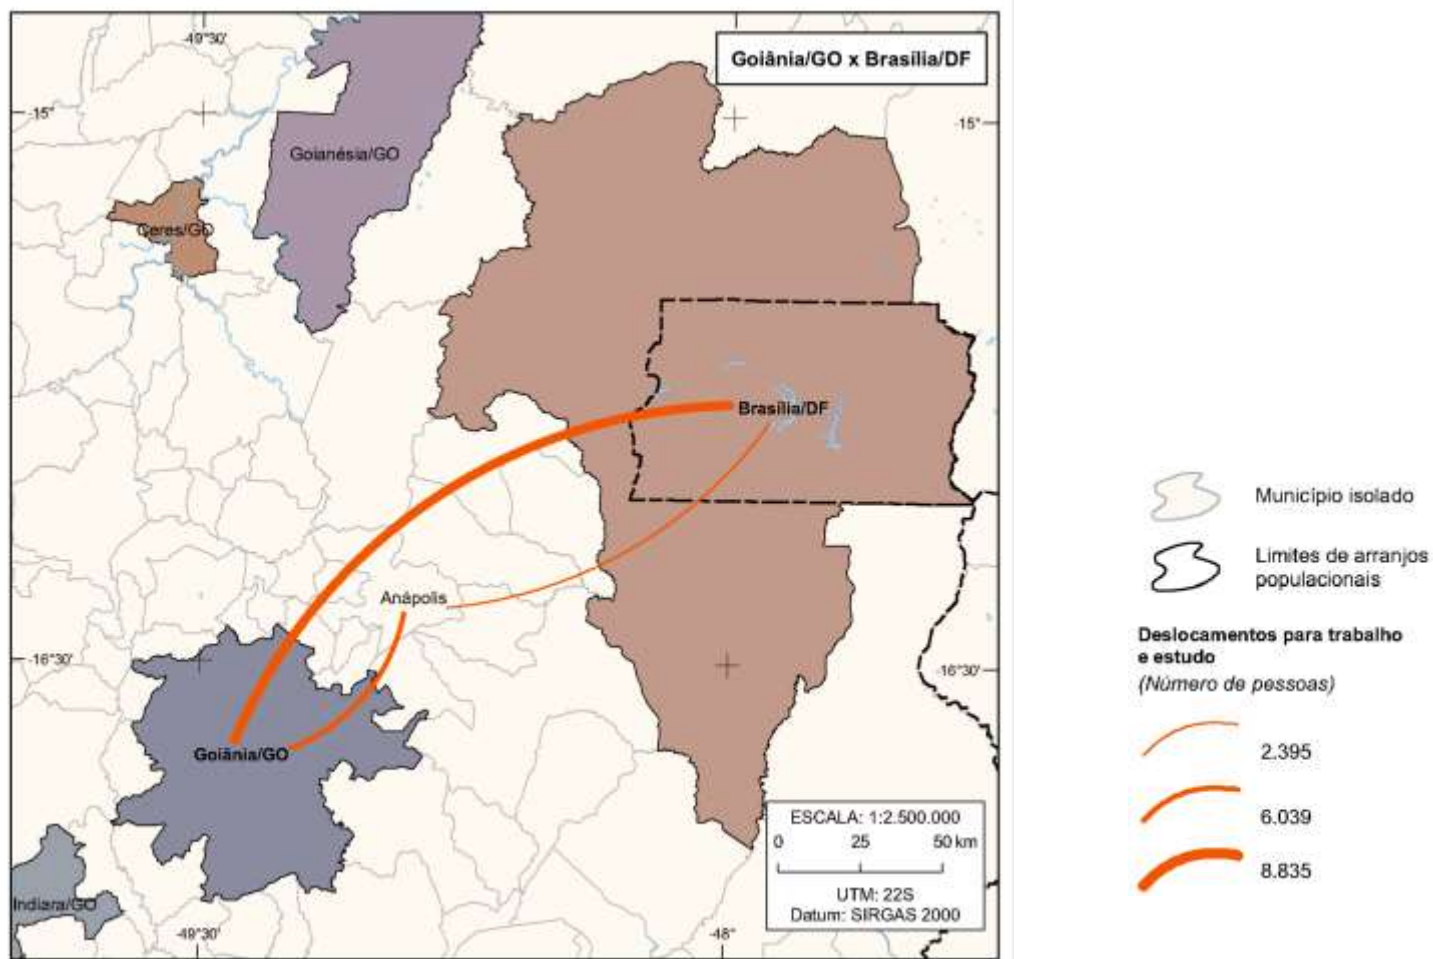 -49°30'
Goiânia/GO x Brasília/DF
-15°
-15°
Goianésia/GO
Ceres/GO
Brasília/DF
Anápolis
-16°30'
-16°30'
Goiânia/GO
Indiara/GO
-49°30'
-48°
ESCALA: 1:2.500.000
0 25 50 km
UTM: 22S
Datum: SIRGAS 2000
Município isolado
Limites de arranjos
populacionais
Deslocamentos para trabalho
e estudo
(Número de pessoas)
2.395
6.039
8.835